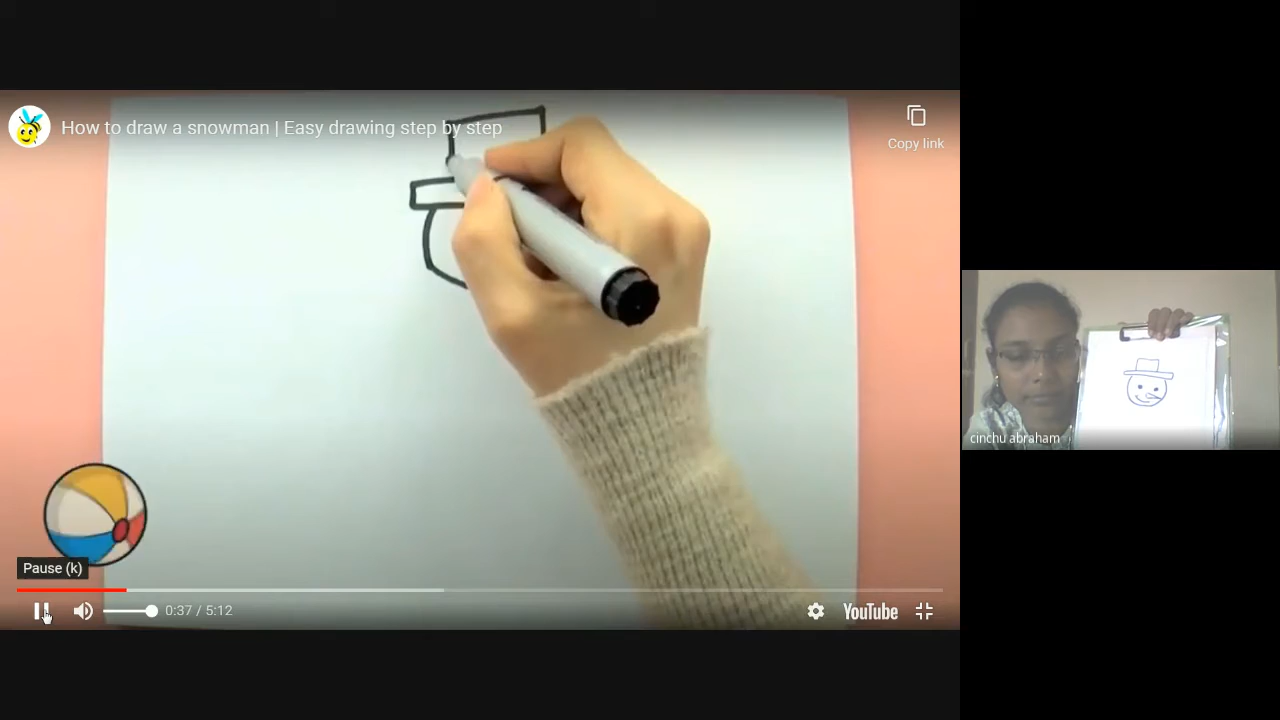 How to draw a snowman | Easy drawing step by step
Copy link
cinchu abraham
Pause (k)
0:37 / 5:12
YouTube